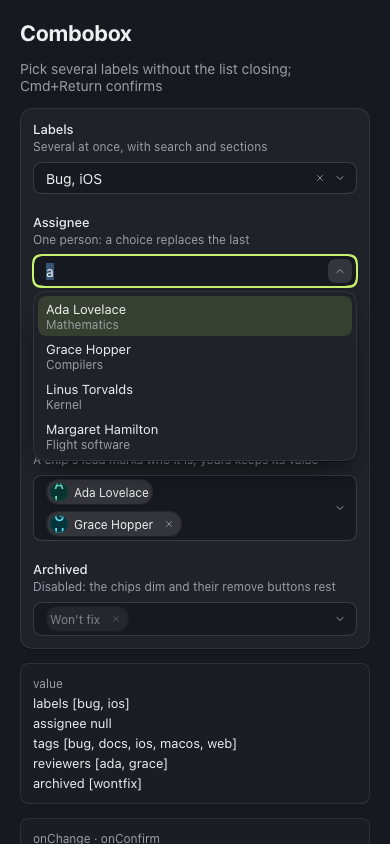 Combobox
Pick several labels without the list closing;
Cmd+Return confirms
Labels
Several at once, with search and sections
Bug, iOS
Assignee
One person: a choice replaces the last
a
Ada Lovelace
Mathematics
Grace Hopper
Compilers
Linus Torvalds
Kernel
Margaret Hamilton
Flight software
A chip's lead marks who it is, yours keeps its value
Ada Lovelace
Grace Hopper
Archived
Disabled: the chips dim and their remove buttons rest
Won't fix
value
labels [bug, ios]
assignee null
tags [bug, docs, ios, macos, web]
reviewers [ada, grace]
archived [wontfix]
onChange · onConfirm